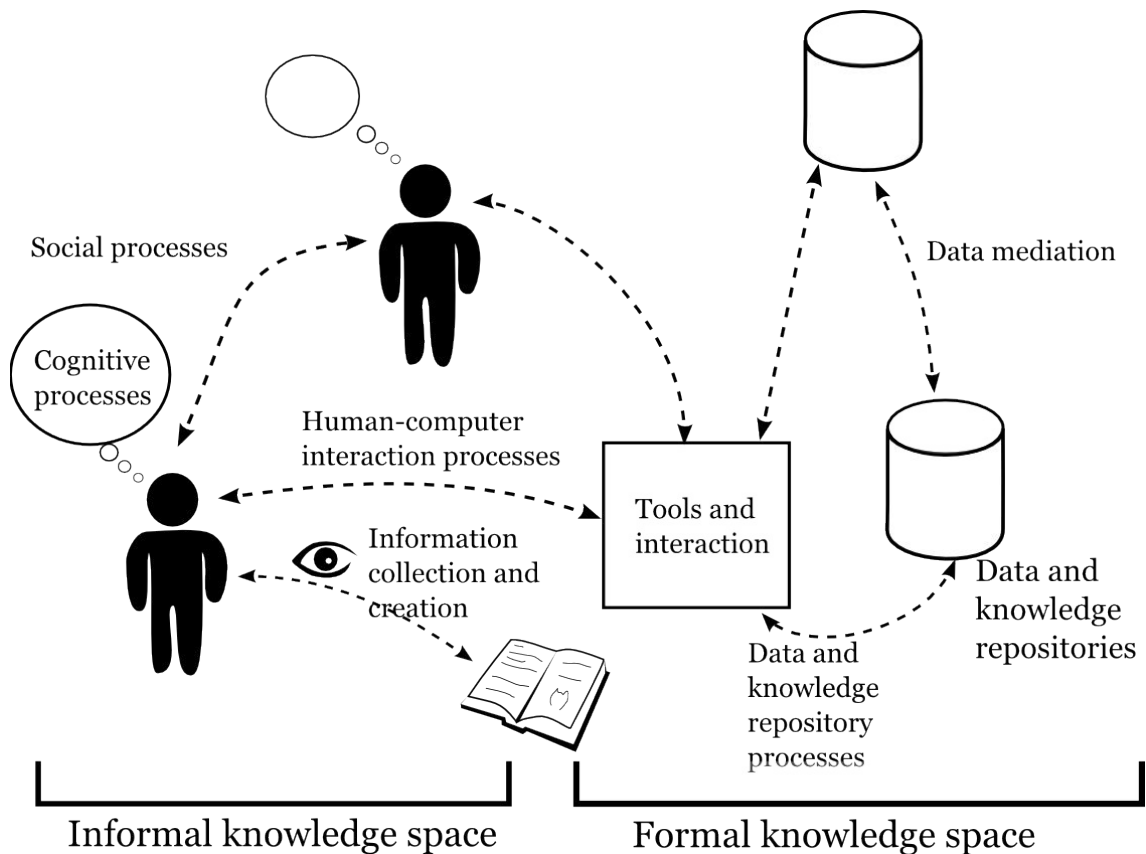 Social processes
Data mediation
Cognitive
processes
Human-computer
interaction processes
Tools and
interaction
Information
collection and
creation
Data and
knowledge
repositories
Data and
knowledge
repository
processes
Informal knowledge space
Formal knowledge space